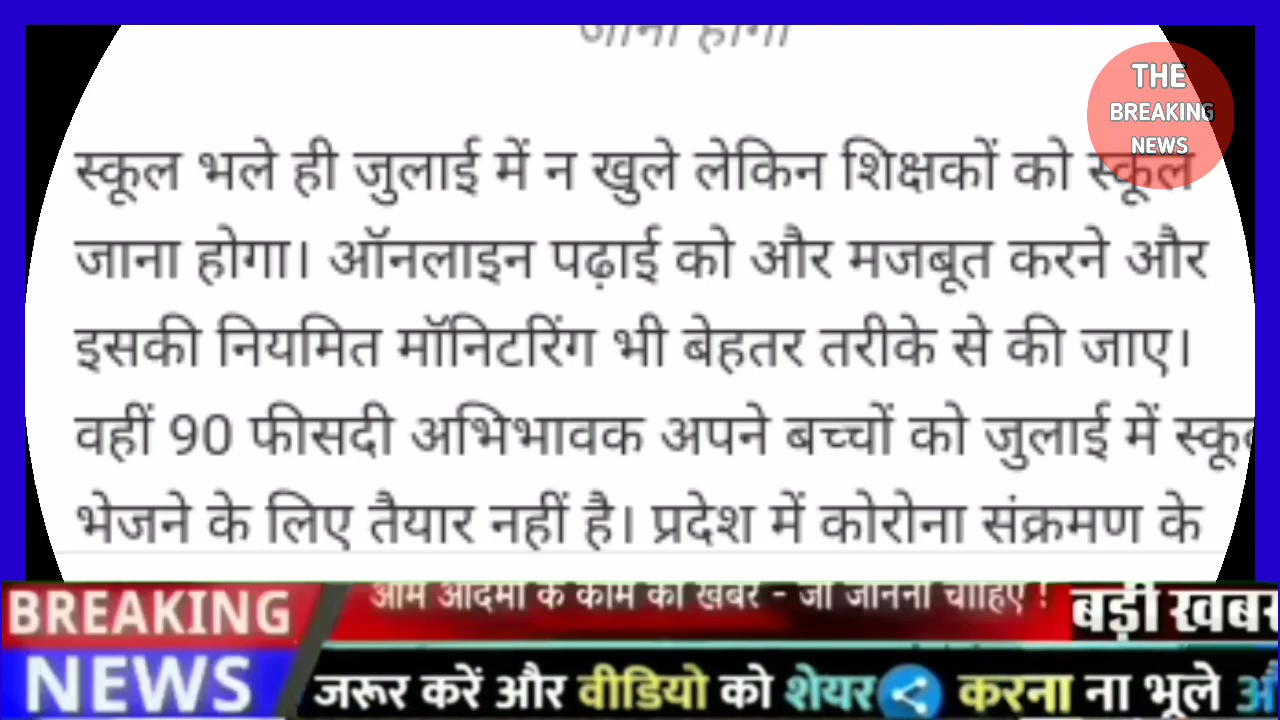 जाना होगा
THE
BREAKING
NEWS
स्कूल भले ही जुलाई में न खुले लेकिन शिक्षकों को स्कूल
जाना होगा। ऑनलाइन पढ़ाई को और मजबूत करने और
इसकी नियमित मॉनिटरिंग भी बेहतर तरीके से की जाए।
वहीं 90 फीसदी अभिभावक अपने बच्चों को जुलाई में
भेजने के लिए तैयार नहीं है। प्रदेश में कोरोना संक्रमण के
BREAKING
NEWS
आम आदमी के काम की खबर - जो जानना चाहिए !
बड़ी खबर
जरूर करें और वीडियो को शेयर करना ना भूले